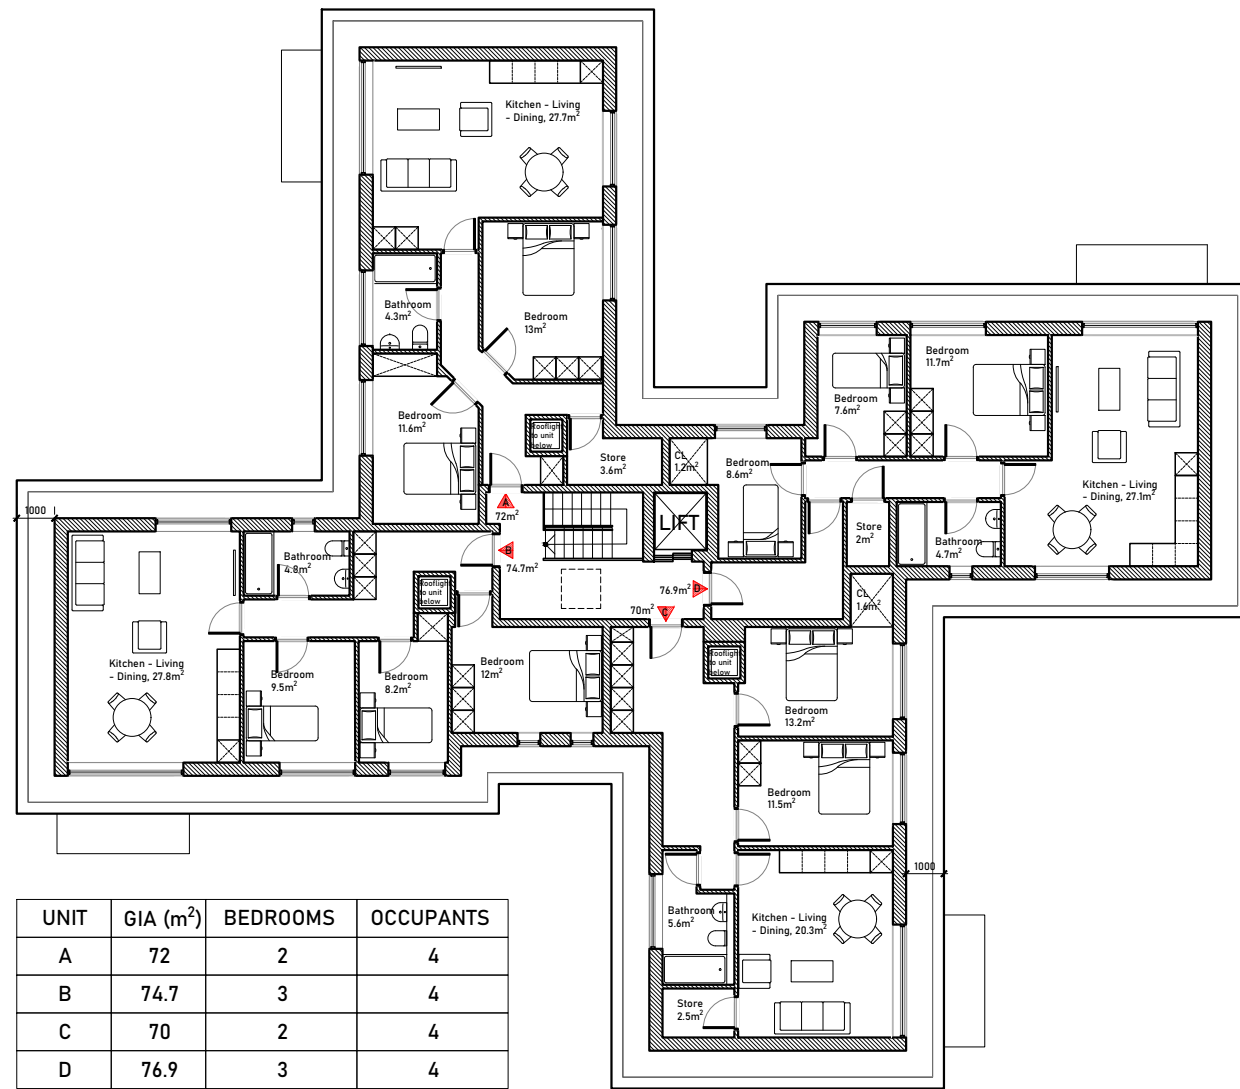 Kitchen - Living
- Dining, 27.7m²
Bathroom
4.3m²
Bedroom
13m²
Bedroom
11.6m²
Rooflight
to unit
below
Store
3.6m²
CL
1.2m²
Bedroom
8.6m²
Bedroom
7.6m²
Bedroom
11.7m²
Kitchen - Living
- Dining, 27.1m²
Store
2m²
Bathroom
4.7m²
CL
1.6m²
LIFT
A
72m²
B
74.7m²
76.9m²
D
70m²
C
1000
Bathroom
4.8m²
Rooflight
to unit
below
Kitchen - Living
- Dining, 27.8m²
Bedroom
9.5m²
Bedroom
8.2m²
Bedroom
12m²
Rooflight
to unit
below
Bedroom
13.2m²
Bedroom
11.5m²
1000
Bathroom
5.6m²
Kitchen - Living
- Dining, 20.3m²
Store
2.5m²
UNIT GIA (m²) BEDROOMS OCCUPANTS
A 72 2 4
B 74.7 3 4
C 70 2 4
D 76.9 3 4